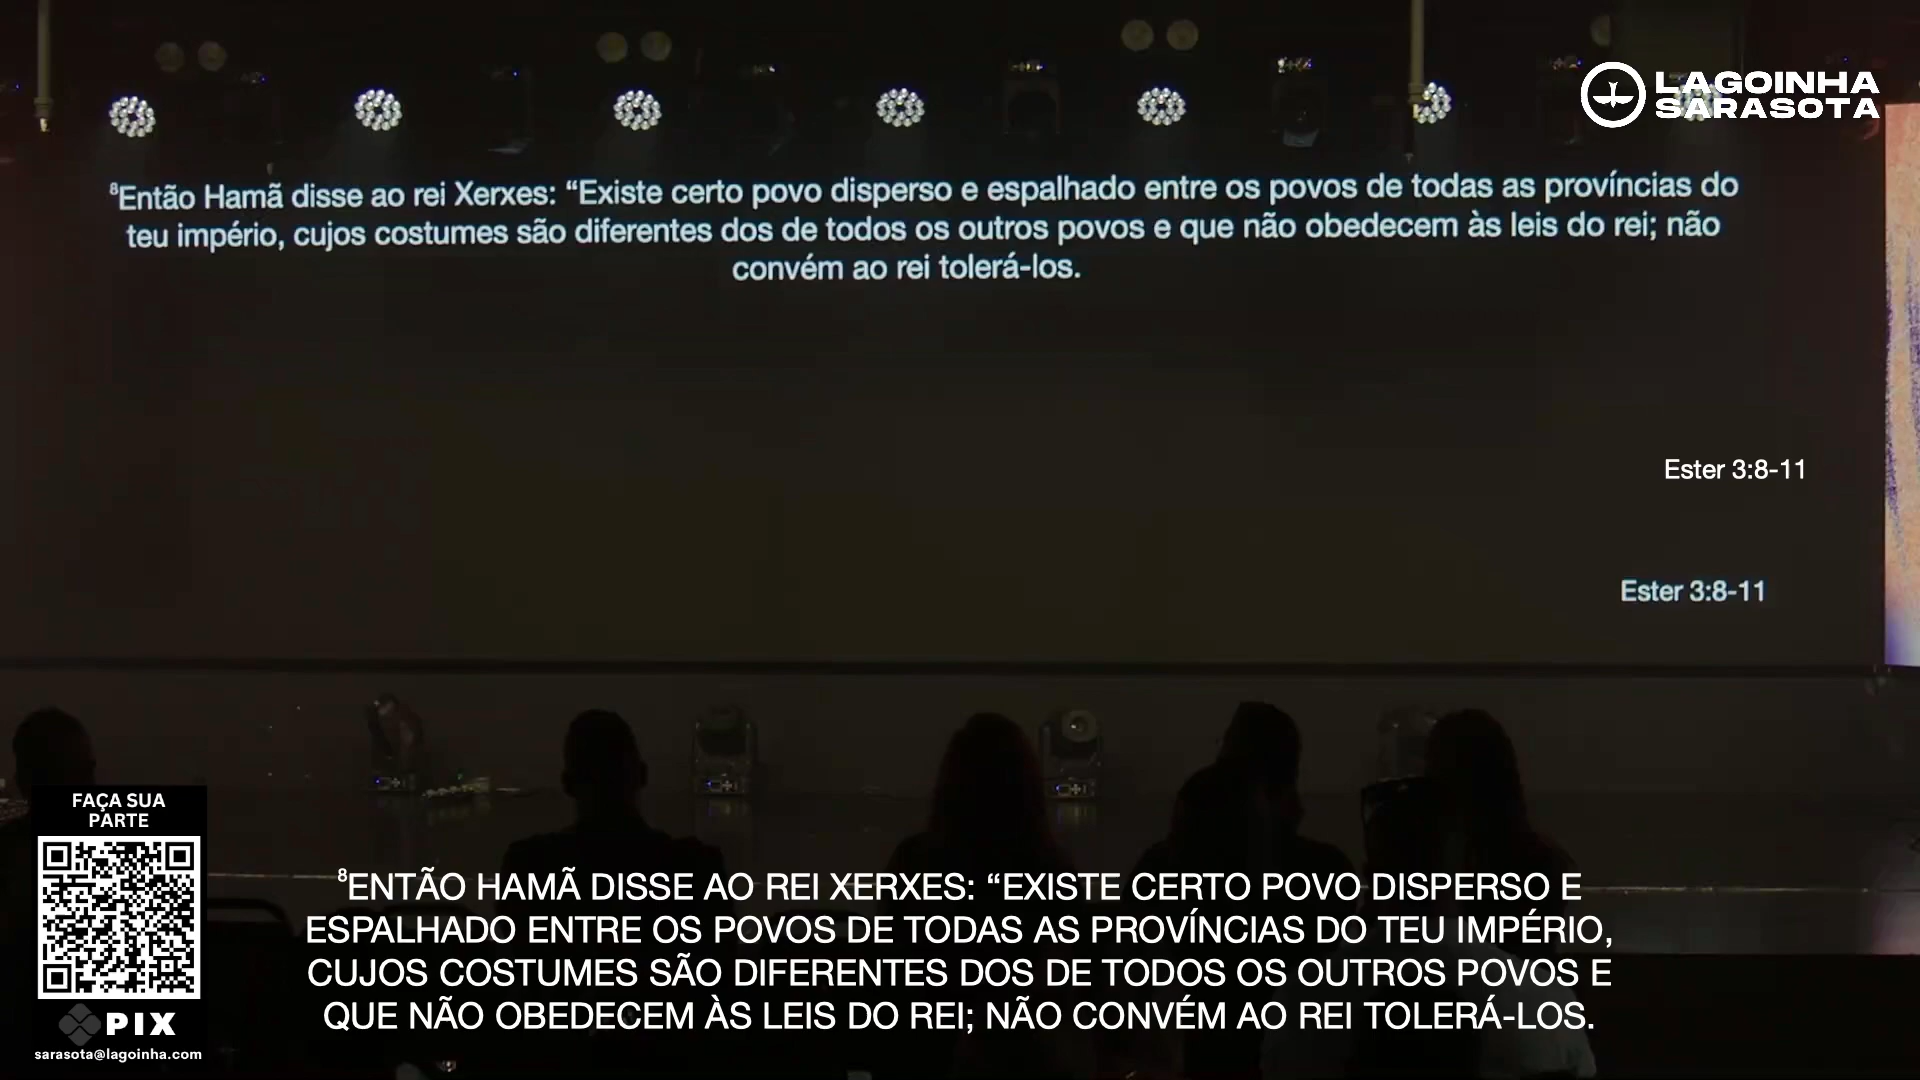 LAGOINHA
SARASOTA
⁸Então Hamã disse ao rei Xerxes: “Existe certo povo disperso e espalhado entre os povos de todas as províncias do
teu império, cujos costumes são diferentes dos de todos os outros povos e que não obedecem às leis do rei; não
convém ao rei tolerá-los.
Ester 3:8-11
Ester 3:8-11
FAÇA SUA
PARTE
PIX
sarasota@lagoinha.com
⁸ENTÃO HAMÃ DISSE AO REI XERXES: “EXISTE CERTO POVO DISPERSO E
ESPALHADO ENTRE OS POVOS DE TODAS AS PROVÍNCIAS DO TEU IMPÉRIO,
CUJOS COSTUMES SÃO DIFERENTES DOS DE TODOS OS OUTROS POVOS E
QUE NÃO OBEDECEM ÀS LEIS DO REI; NÃO CONVÉM AO REI TOLERÁ-LOS.